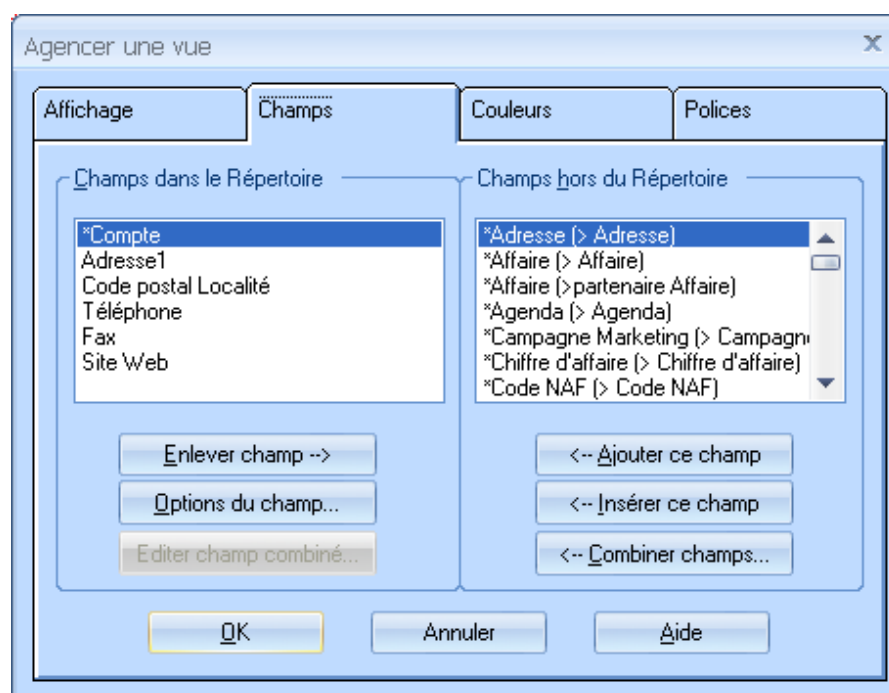 Agencer une vue
Affichage
Champs
Couleurs
Polices
Champs dans le Répertoire
*Compte
Adresse1
Code postal Localité
Téléphone
Fax
Site Web
Enlever champ -->
Options du champ...
Editer champ combiné...
Champs hors du Répertoire
*Adresse (> Adresse)
*Affaire (> Affaire)
*Affaire (>partenaire Affaire)
*Agenda (> Agenda)
*Campagne Marketing (> Campagn
*Chiffre d'affaire (> Chiffre d'affaire)
*Code NAF (> Code NAF)
<-- Ajouter ce champ
<-- Insérer ce champ
<-- Combiner champs...
OK
Annuler
Aide